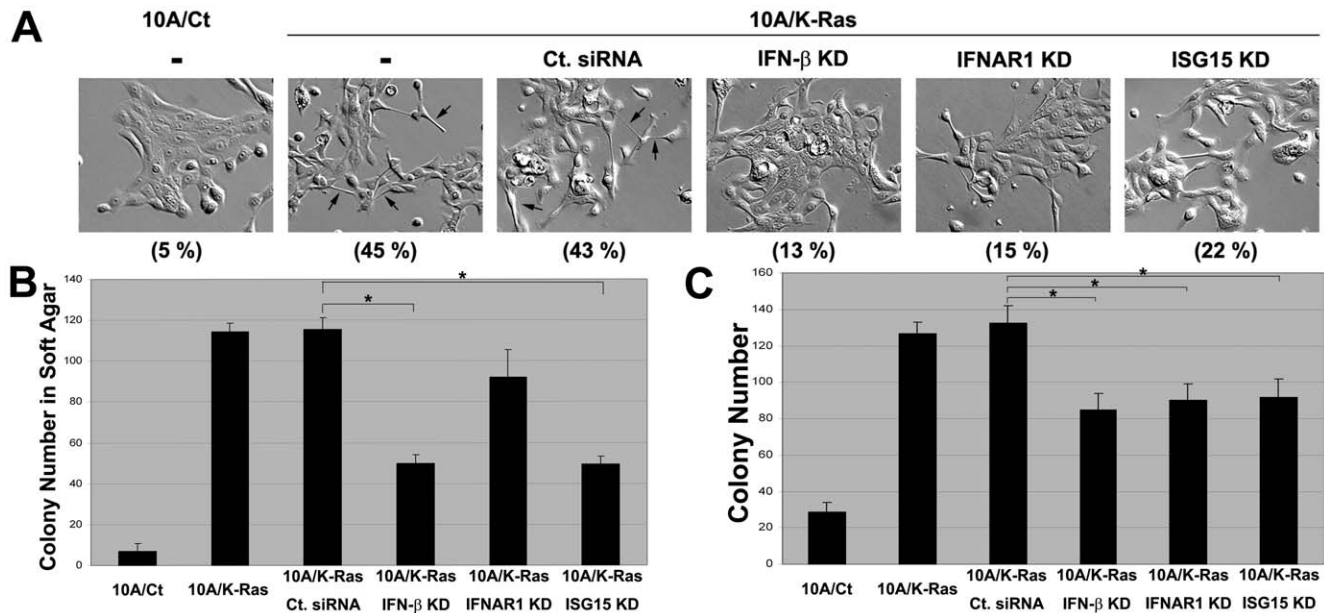 A
10A/Ct
10A/K-Ras
-
-
Ct. siRNA
IFN-β KD
IFNAR1 KD
ISG15 KD
(5 %)
(45 %)
(43 %)
(13 %)
(15 %)
(22 %)
B
Colony Number in Soft Agar
140
120
100
80
60
40
20
0
*
*
10A/Ct
10A/K-Ras
10A/K-Ras
Ct. siRNA
10A/K-Ras
IFN-β KD
10A/K-Ras
IFNAR1 KD
10A/K-Ras
ISG15 KD
C
Colony Number
160
140
120
100
80
60
40
20
0
*
*
*
10A/Ct
10A/K-Ras
10A/K-Ras
Ct. siRNA
10A/K-Ras
IFN-β KD
10A/K-Ras
IFNAR1 KD
10A/K-Ras
ISG15 KD